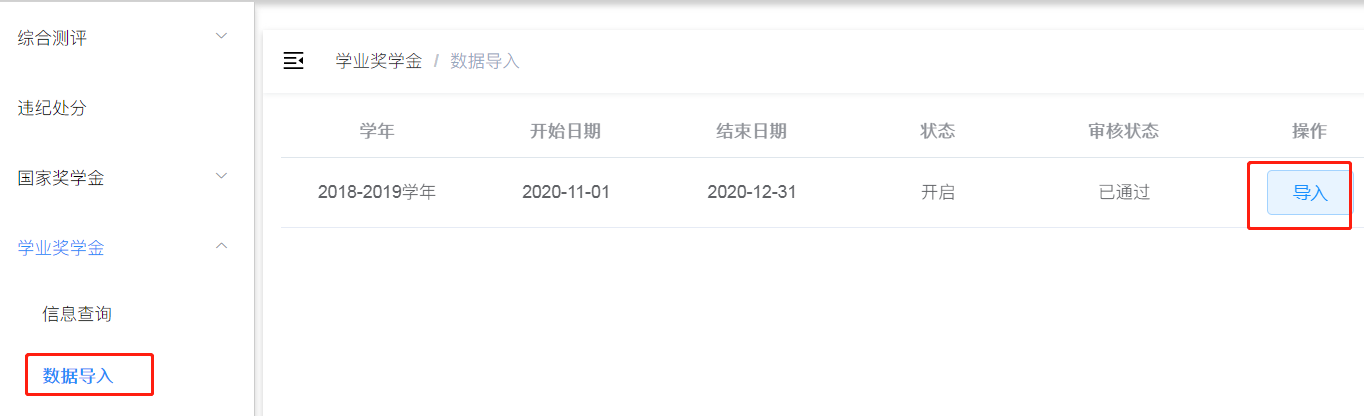 综合测评
违纪处分
国家奖学金
学业奖学金
信息查询
数据导入
学业奖学金 / 数据导入
学年 开始日期 结束日期 状态 审核状态 操作
2018-2019学年 2020-11-01 2020-12-31 开启 已通过 导入